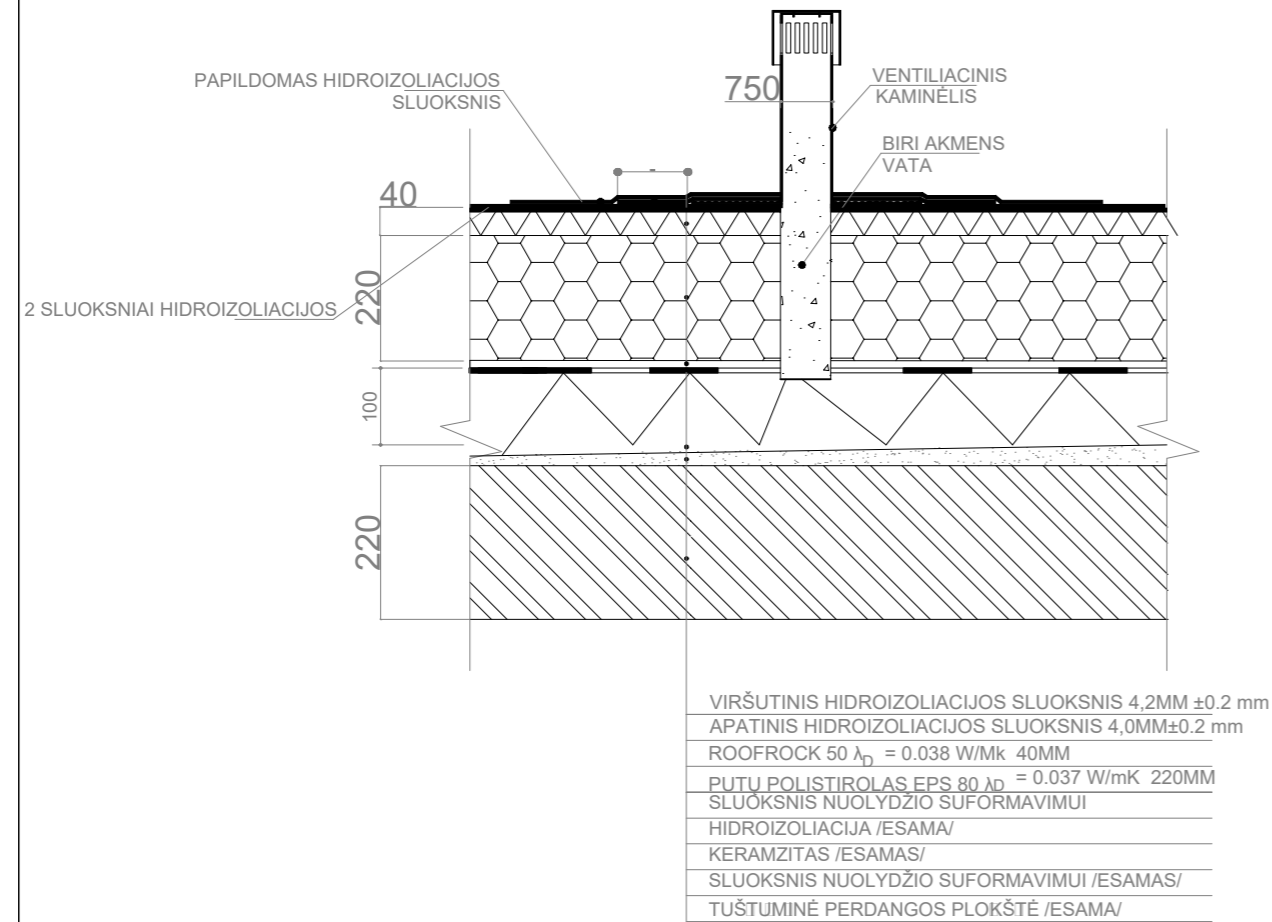 PAPILDOMAS HIDROIZOLIACIJOS
SLUOKSNIS
750
VENTILIACINIS
KAMINĖLIS
BIRI AKMENS
VATA
40
220
2 SLUOKSNIAI HIDROIZOLIACIJOS
100
220
VIRŠUTINIS HIDROIZOLIACIJOS SLUOKSNIS 4,2MM ±0.2 mm
APATINIS HIDROIZOLIACIJOS SLUOKSNIS 4,0MM±0.2 mm
ROOFROCK 50 λD = 0.038 W/Mk 40MM
PUTŲ POLISTIROLAS EPS 80 λD = 0.037 W/mK 220MM
SLUOKSNIS NUOLYDŽIO SUFORMAVIMUI
HIDROIZOLIACIJA /ESAMA/
KERAMZITAS /ESAMAS/
SLUOKSNIS NUOLYDŽIO SUFORMAVIMUI /ESAMAS/
TUŠTUMINĖ PERDANGOS PLOKŠTĖ /ESAMA/